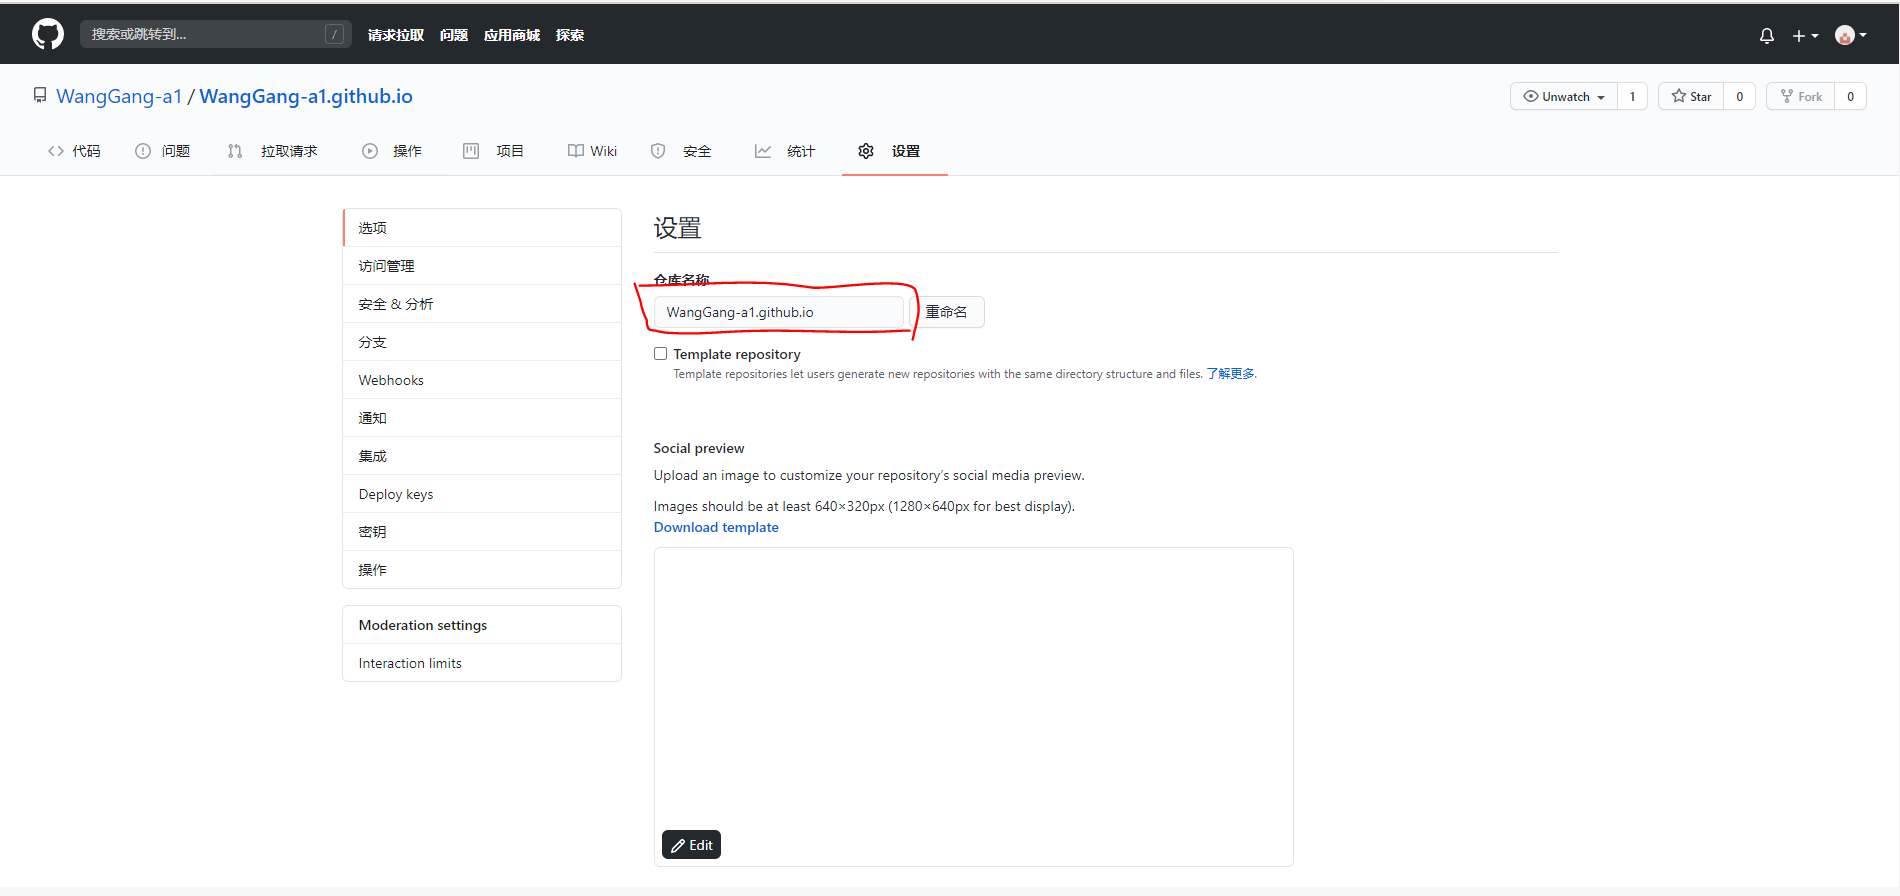 搜索或跳转到... / 请求拉取 问题 应用商城 探索
WangGang-a1 / WangGang-a1.github.io Unwatch 1 Star 0 Fork 0
代码 问题 拉取请求 操作 项目 Wiki 安全 统计 设置
选项
访问管理
安全 & 分析
分支
Webhooks
通知
集成
Deploy keys
密钥
操作
Moderation settings
Interaction limits
设置
仓库名称
WangGang-a1.github.io 重命名
Template repository
Template repositories let users generate new repositories with the same directory structure and files. 了解更多.
Social preview
Upload an image to customize your repository’s social media preview.
Images should be at least 640×320px (1280×640px for best display).
Download template
Edit